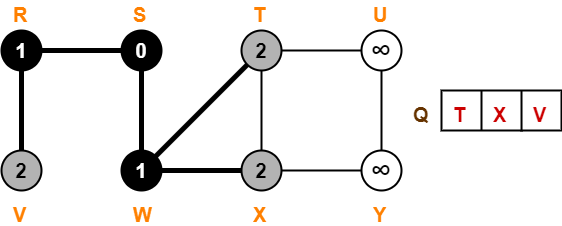 R S T U
1 0 2 ∞
Q T X V
2 1 2 ∞
V W X Y